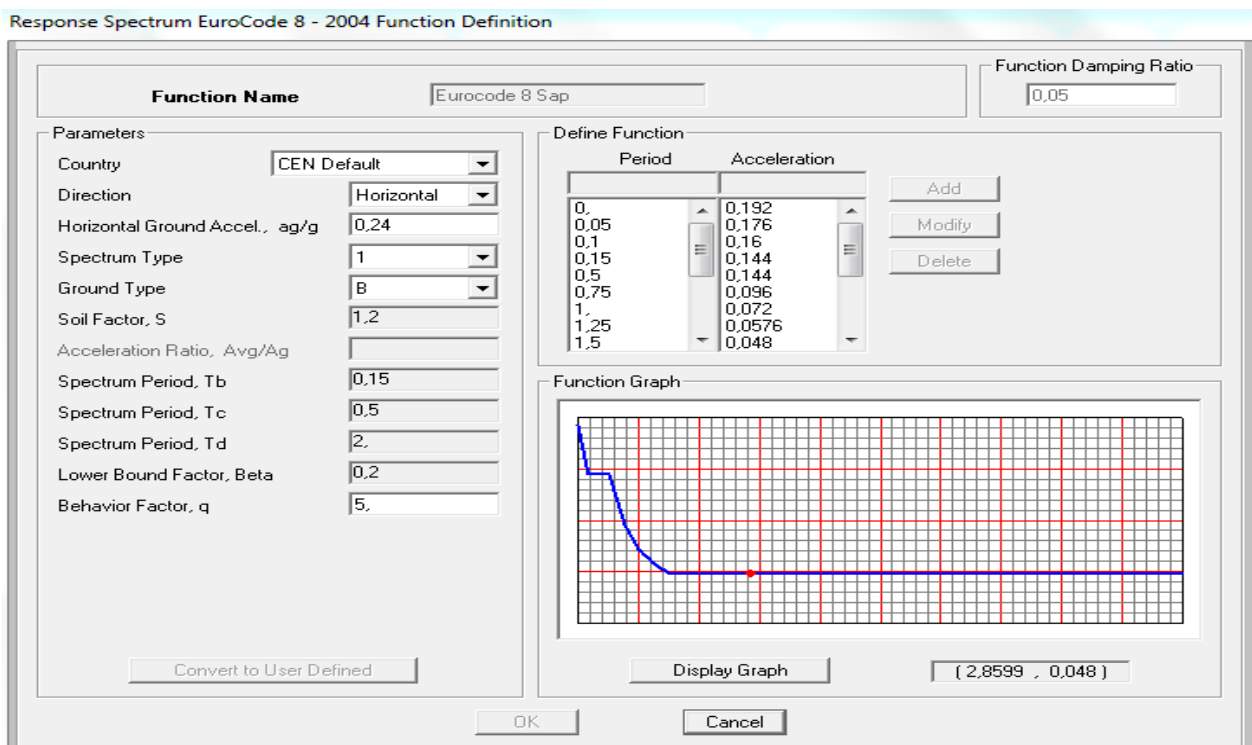 Response Spectrum EuroCode 8 - 2004 Function Definition
Function Name
Eurocode 8 Sap
Function Damping Ratio
0,05
Parameters
Country
CEN Default
Direction
Horizontal
Horizontal Ground Accel., ag/g
0,24
Spectrum Type
1
Ground Type
B
Soil Factor, S
1,2
Acceleration Ratio, Avg/Ag
Spectrum Period, Tb
0,15
Spectrum Period, Tc
0,5
Spectrum Period, Td
2,
Lower Bound Factor, Beta
0,2
Behavior Factor, q
5,
Convert to User Defined
Define Function
Period Acceleration
0, 0,192
0,05 0,176
0,1 0,16
0,15 0,144
0,5 0,144
0,75 0,096
1, 0,072
1,25 0,0576
1,5 0,048
Add
Modify
Delete
Function Graph
Display Graph
(2,8599 , 0,048)
OK
Cancel